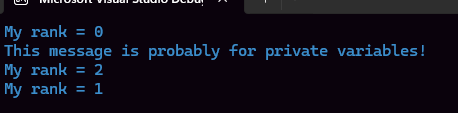 Microsoft Visual Studio Debug
My rank = 0
This message is probably for private variables!
My rank = 2
My rank = 1